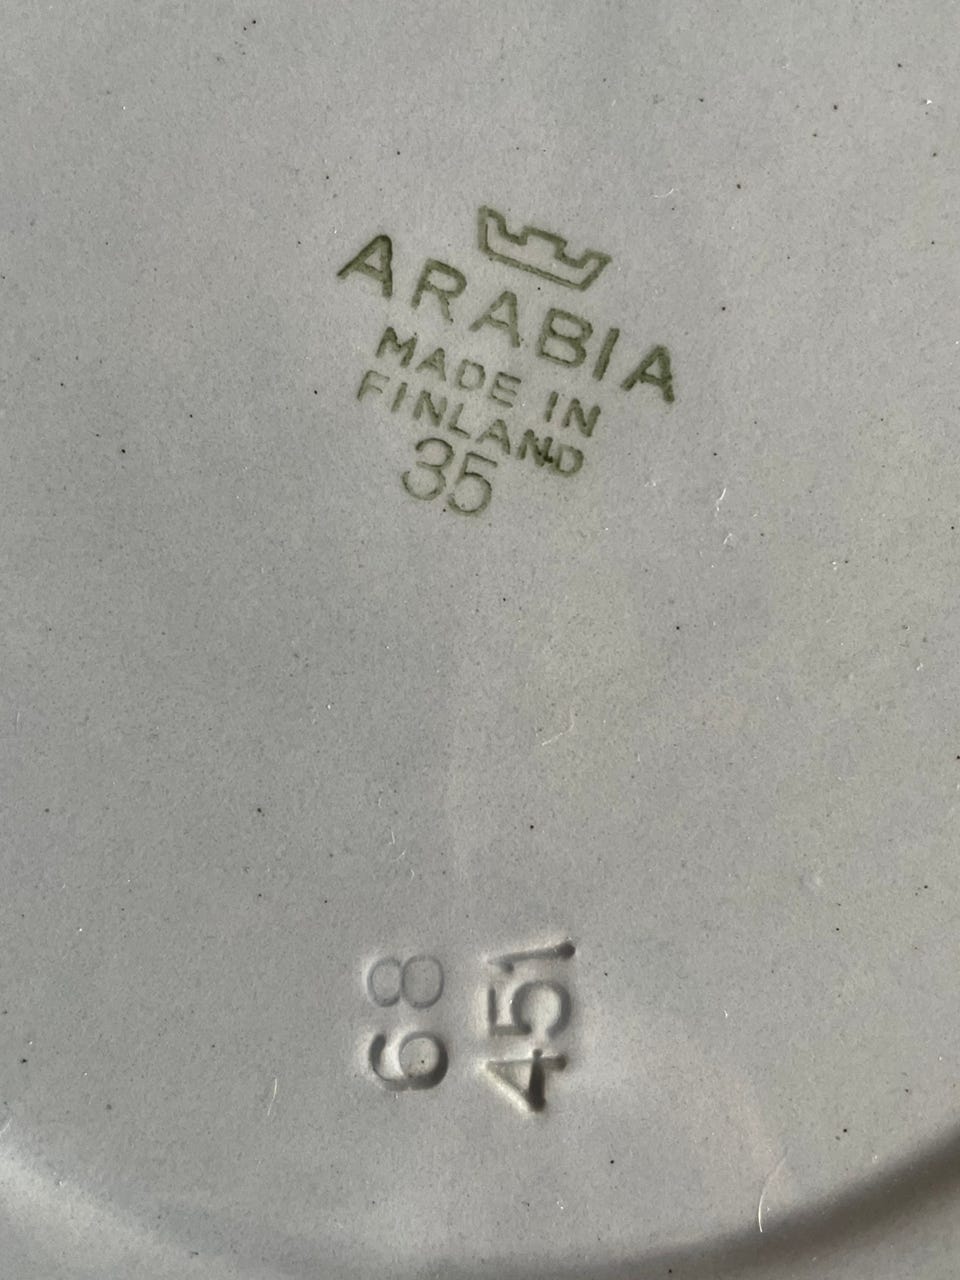 ARABIA
MADE IN
FINLAND
35
68
451